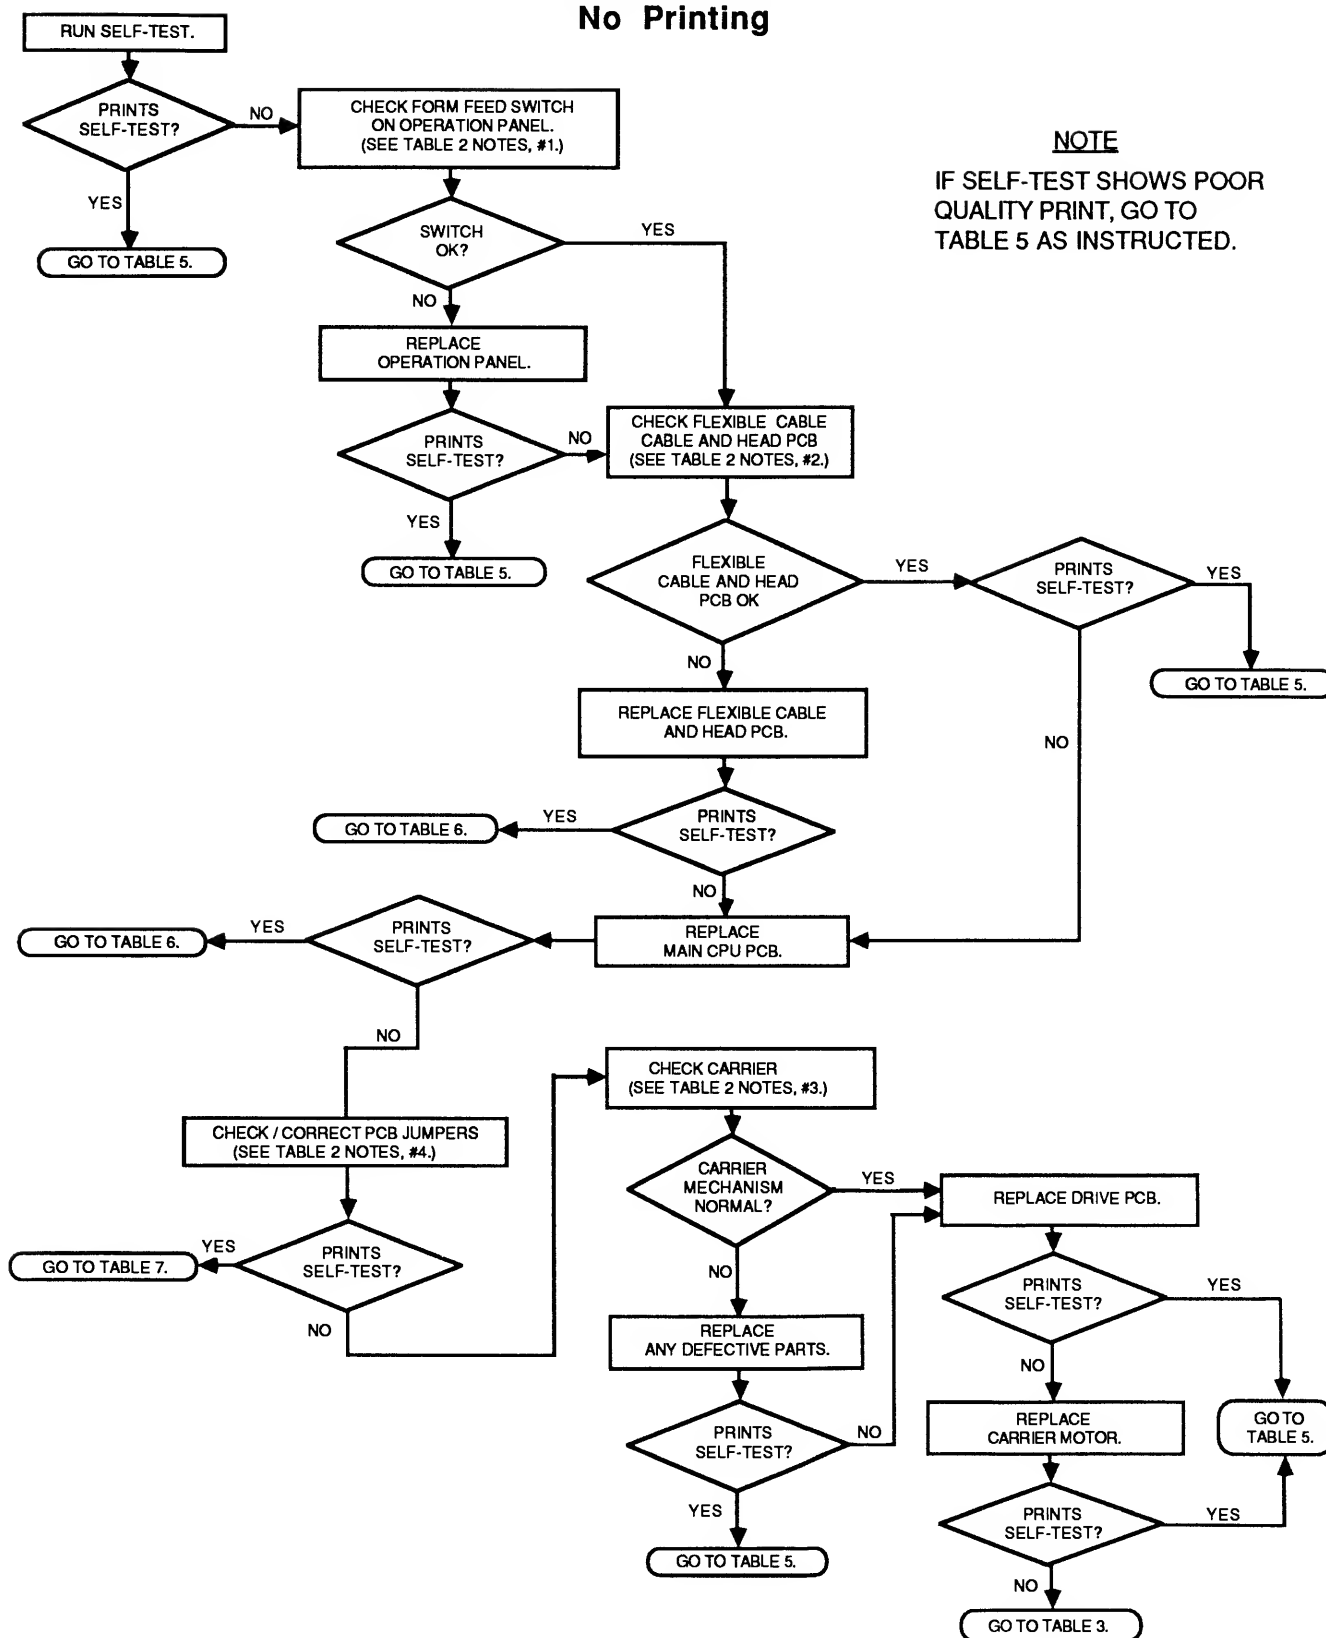 No Printing
RUN SELF-TEST.
PRINTS
SELF-TEST?
NO
YES
GO TO TABLE 5.
CHECK FORM FEED SWITCH
ON OPERATION PANEL.
(SEE TABLE 2 NOTES, #1.)
NOTE
IF SELF-TEST SHOWS POOR
QUALITY PRINT, GO TO
TABLE 5 AS INSTRUCTED.
SWITCH
OK?
YES
NO
REPLACE
OPERATION PANEL.
PRINTS
SELF-TEST?
NO
YES
GO TO TABLE 5.
CHECK FLEXIBLE CABLE
CABLE AND HEAD PCB
(SEE TABLE 2 NOTES, #2.)
FLEXIBLE
CABLE AND HEAD
PCB OK
YES
NO
PRINTS
SELF-TEST?
YES
GO TO TABLE 5.
NO
REPLACE FLEXIBLE CABLE
AND HEAD PCB.
PRINTS
SELF-TEST?
YES
GO TO TABLE 6.
NO
REPLACE
MAIN CPU PCB.
PRINTS
SELF-TEST?
YES
GO TO TABLE 6.
NO
CHECK / CORRECT PCB JUMPERS
(SEE TABLE 2 NOTES, #4.)
PRINTS
SELF-TEST?
YES
GO TO TABLE 7.
NO
CHECK CARRIER
(SEE TABLE 2 NOTES, #3.)
CARRIER
MECHANISM
NORMAL?
YES
NO
REPLACE
ANY DEFECTIVE PARTS.
PRINTS
SELF-TEST?
NO
YES
GO TO TABLE 5.
REPLACE DRIVE PCB.
PRINTS
SELF-TEST?
YES
NO
REPLACE
CARRIER MOTOR.
GO TO
TABLE 5.
PRINTS
SELF-TEST?
YES
NO
GO TO TABLE 3.